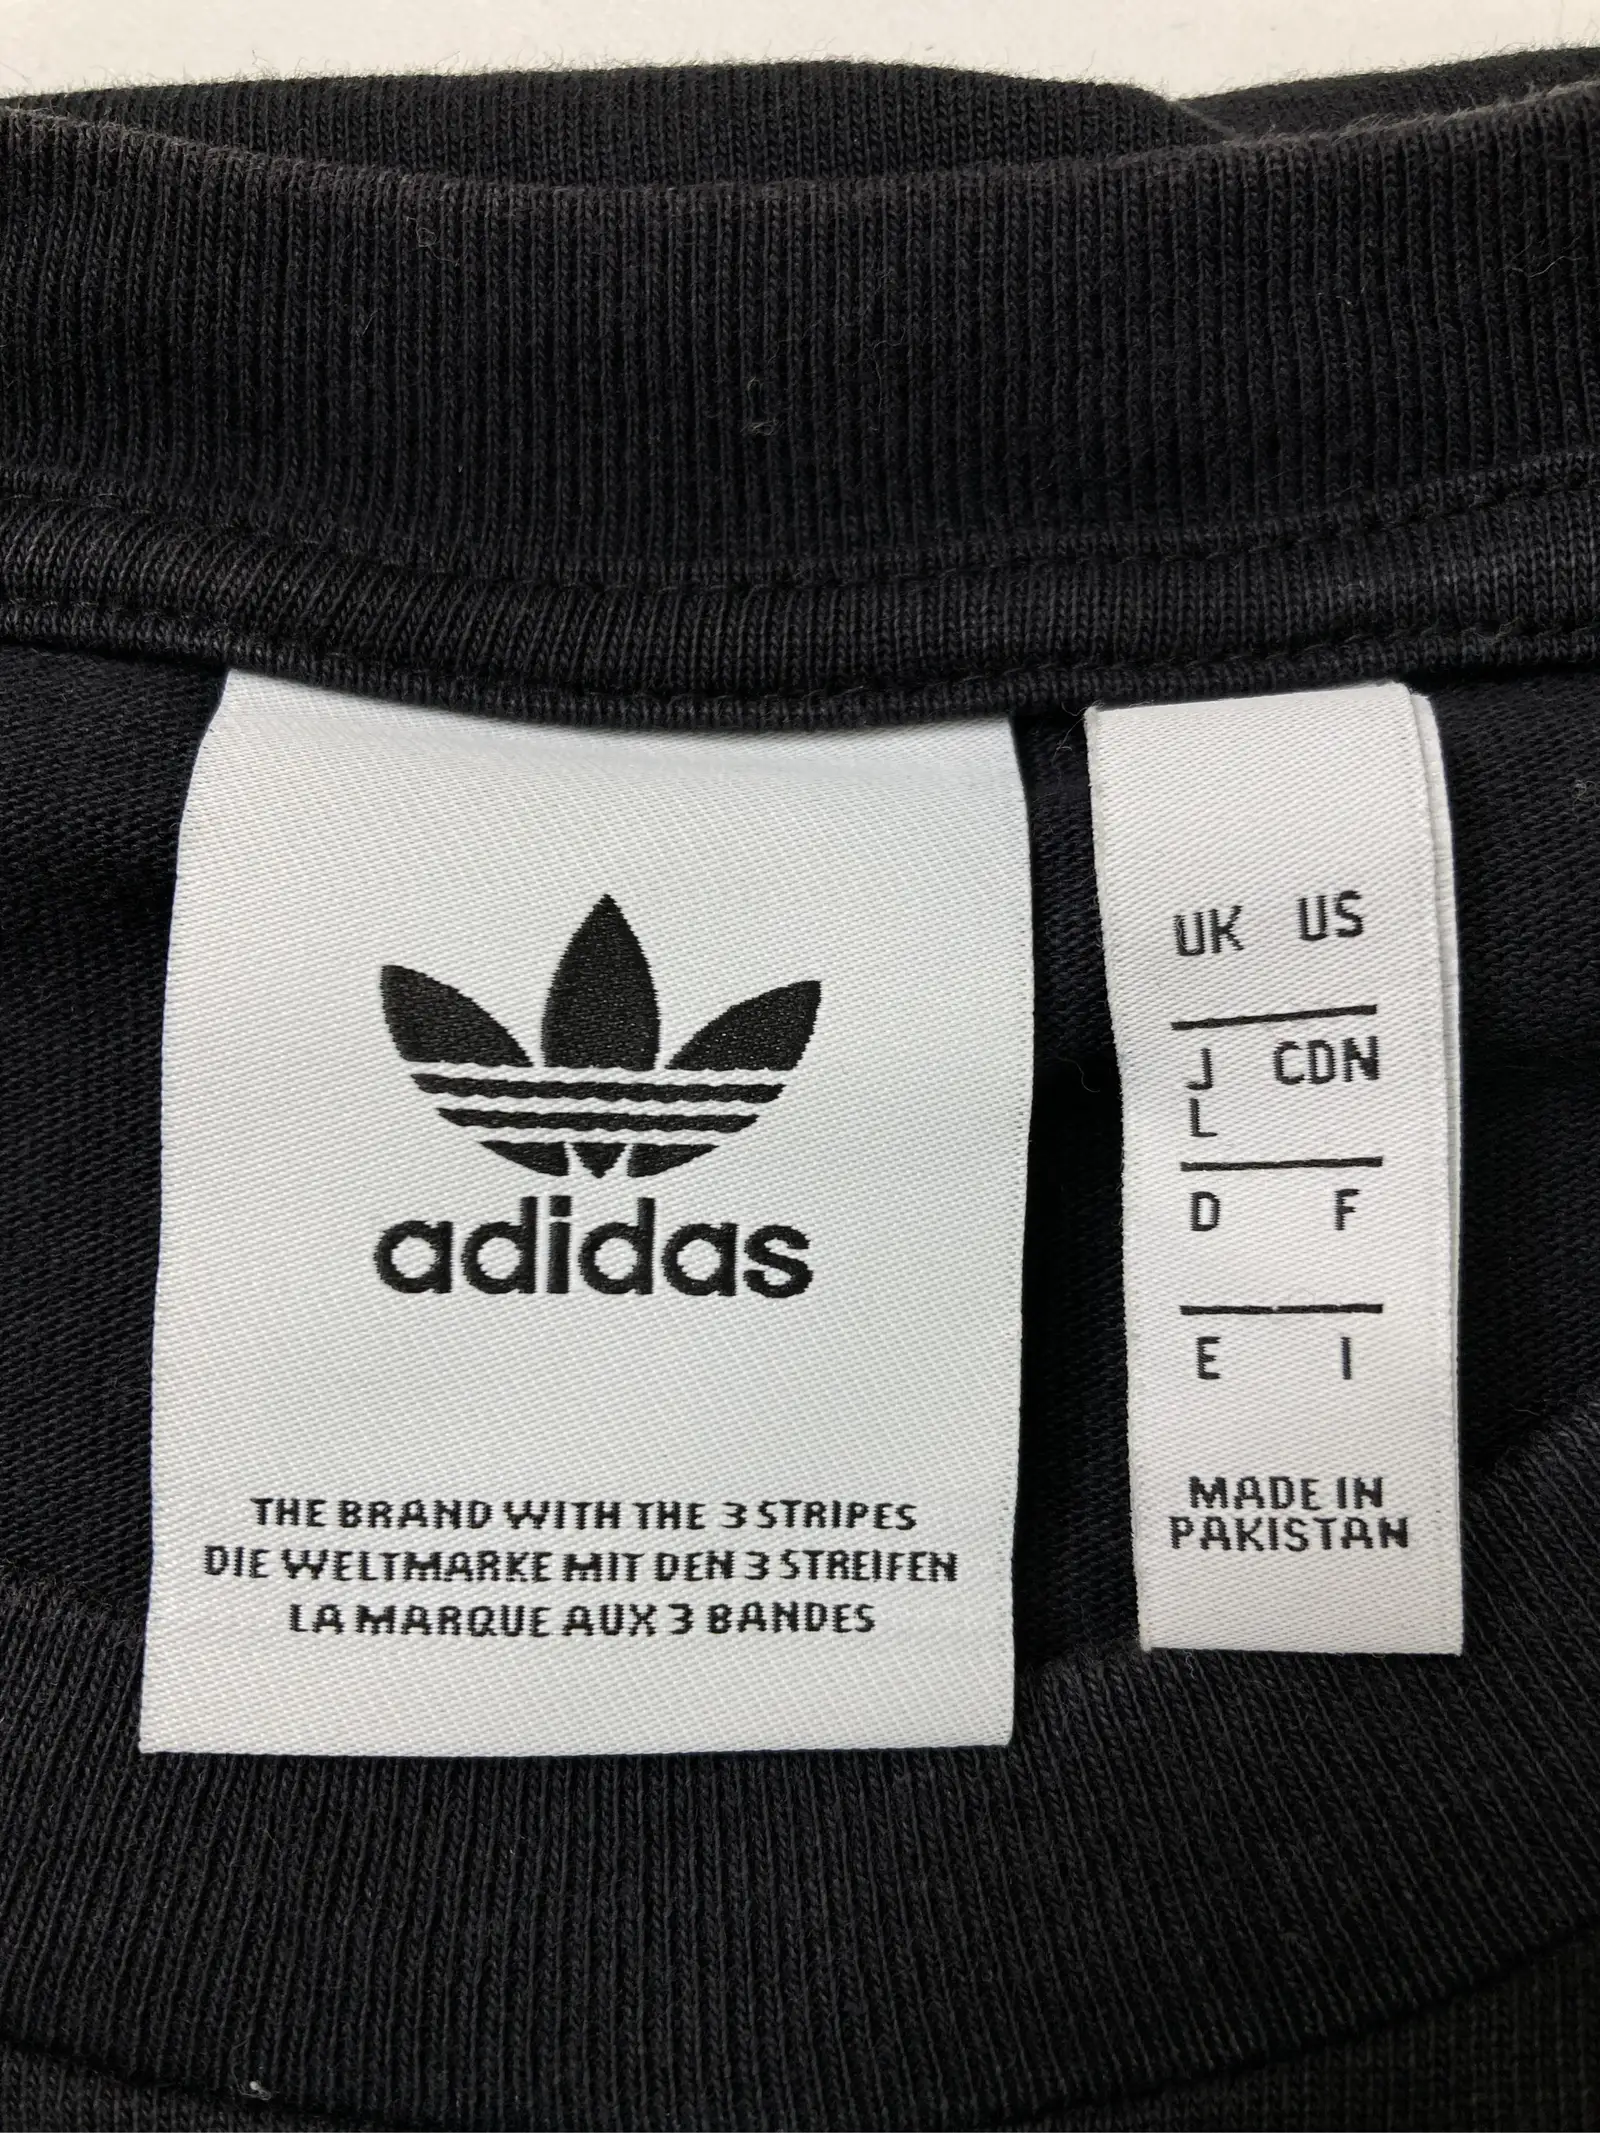 adidas
THE BRAND WITH THE 3 STRIPES
DIE WELTMARKE MIT DEN 3 STREIFEN
LA MARQUE AUX 3 BANDES
UK US
J CDN
L
D F
E I
MADE IN
PAKISTAN